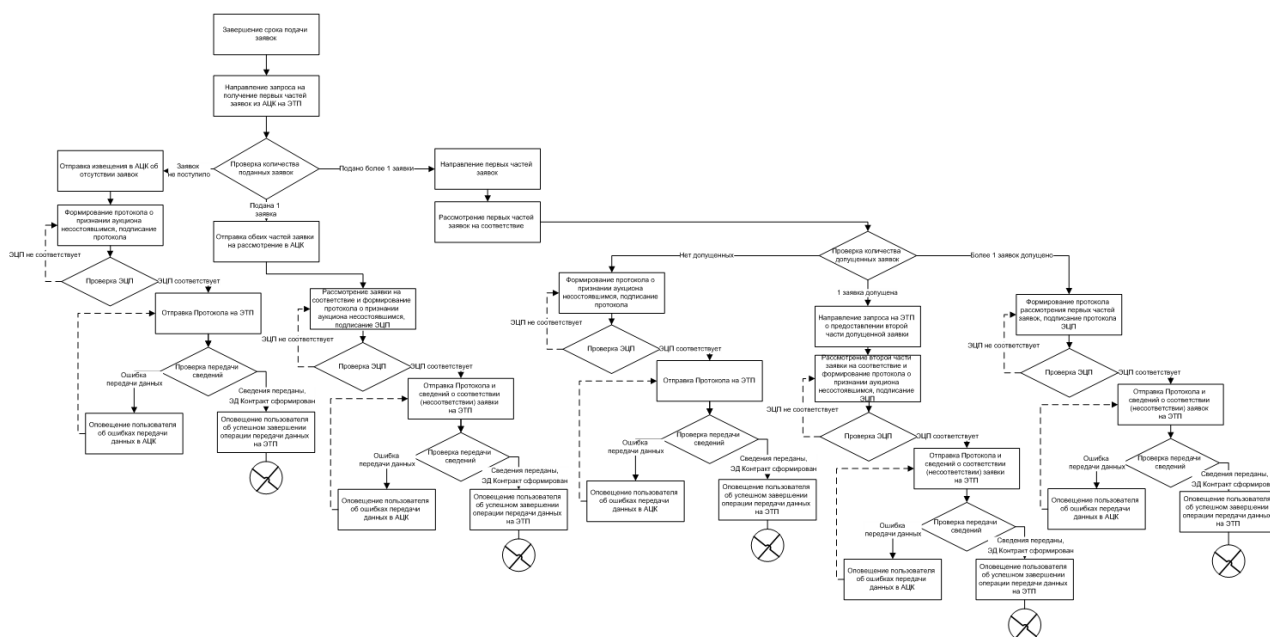 Завершение срока подачи
заявок
Направление запроса на
получение первых частей
заявок из АЦК на ЭТП
Проверка количества
поданных заявок
Заявок
не поступило
Отправка извещения в АЦК об
отсутствии заявок
Подано более 1 заявки
Направление первых частей
заявок
Подана 1
заявка
Формирование протокола о
признании аукциона
несостоявшимся, подписание
протокола
Рассмотрение первых частей
заявок на соответствие
Отправка обеих частей заявки
на рассмотрение в АЦК
Проверка количества
допущенных заявок
ЭЦП не соответствует
Проверка ЭЦП
ЭЦП соответствует
Отправка Протокола на ЭТП
Проверка передачи
сведений
Ошибка
передачи данных
Сведения переданы,
ЭД Контракт сформирован
Оповещение пользователя
об ошибках передачи
данных в АЦК
Оповещение пользователя
об успешном завершении
операции передачи данных
на ЭТП
Рассмотрение заявки на
соответствие и формирование
протокола о признании
аукциона несостоявшимся,
подписание ЭЦП
ЭЦП не соответствует
Проверка ЭЦП
ЭЦП соответствует
Отправка Протокола и
сведений о соответствии
(несоответствии) заявки
на ЭТП
Проверка передачи
сведений
Ошибка
передачи данных
Сведения переданы,
ЭД Контракт сформирован
Оповещение пользователя
об ошибках передачи
данных в АЦК
Оповещение пользователя
об успешном завершении
операции передачи данных
на ЭТП
Нет допущенных
Формирование протокола о
признании аукциона
несостоявшимся, подписание
протокола
ЭЦП не соответствует
Проверка ЭЦП
ЭЦП соответствует
Отправка Протокола на ЭТП
Проверка передачи
сведений
Ошибка
передачи данных
Сведения переданы,
ЭД Контракт сформирован
Оповещение пользователя
об ошибках передачи
данных в АЦК
Оповещение пользователя
об успешном завершении
операции передачи данных
на ЭТП
1 заявка допущена
Направление запроса на ЭТП
о предоставлении второй
части допущенной заявки
Рассмотрение второй части
заявки на соответствие и
формирование протокола о
признании аукциона
несостоявшимся, подписание
ЭЦП
ЭЦП не соответствует
Проверка ЭЦП
ЭЦП соответствует
Отправка Протокола и
сведений о соответствии
(несоответствии) заявки
на ЭТП
Проверка передачи
сведений
Ошибка
передачи данных
Сведения переданы,
ЭД Контракт сформирован
Оповещение пользователя
об ошибках передачи
данных в АЦК
Оповещение пользователя
об успешном завершении
операции передачи данных
на ЭТП
Более 1 заявок допущено
Формирование протокола
рассмотрения первых частей
заявок, подписание протокола
ЭЦП
ЭЦП не соответствует
Проверка ЭЦП
ЭЦП соответствует
Отправка Протокола и
сведений о соответствии
(несоответствии) заявок
на ЭТП
Проверка передачи
сведений
Ошибка
передачи данных
Сведения переданы,
ЭД Контракт сформирован
Оповещение пользователя
об ошибках передачи
данных в АЦК
Оповещение пользователя
об успешном завершении
операции передачи данных
на ЭТП